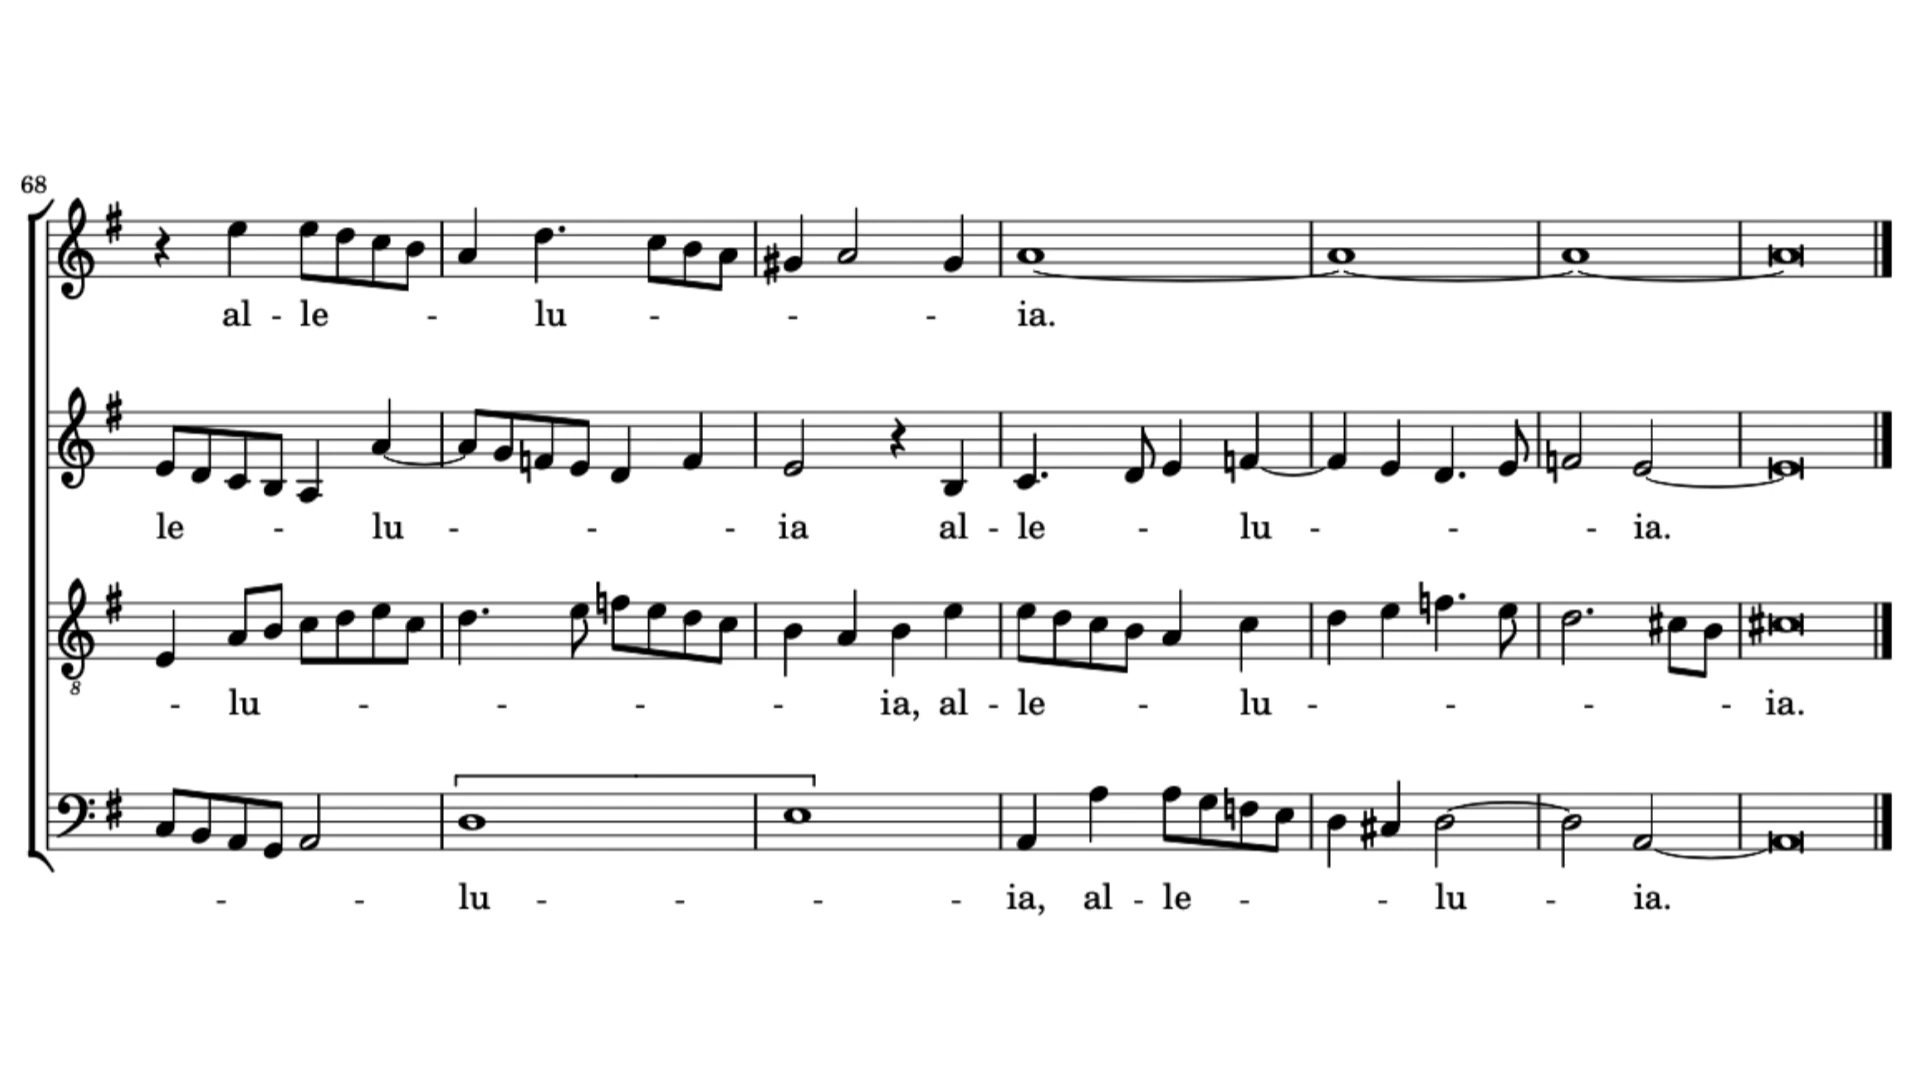 68
al - le - lu - - - ia.
le - lu - - - ia al - le - lu - - - ia.
8
- lu - - - - ia, al - le - lu - - - - ia.
- - lu - - - - ia, al - le - - lu - ia.